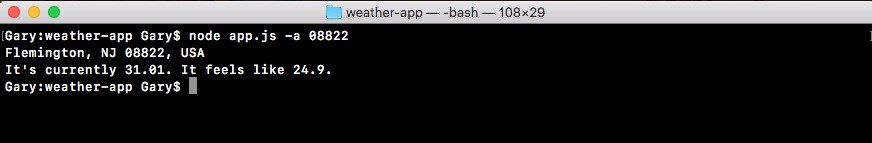 weather-app — -bash — 108×29
[Gary:weather-app Gary$ node app.js -a 08822
Flemington, NJ 08822, USA
It's currently 31.01. It feels like 24.9.
Gary:weather-app Gary$